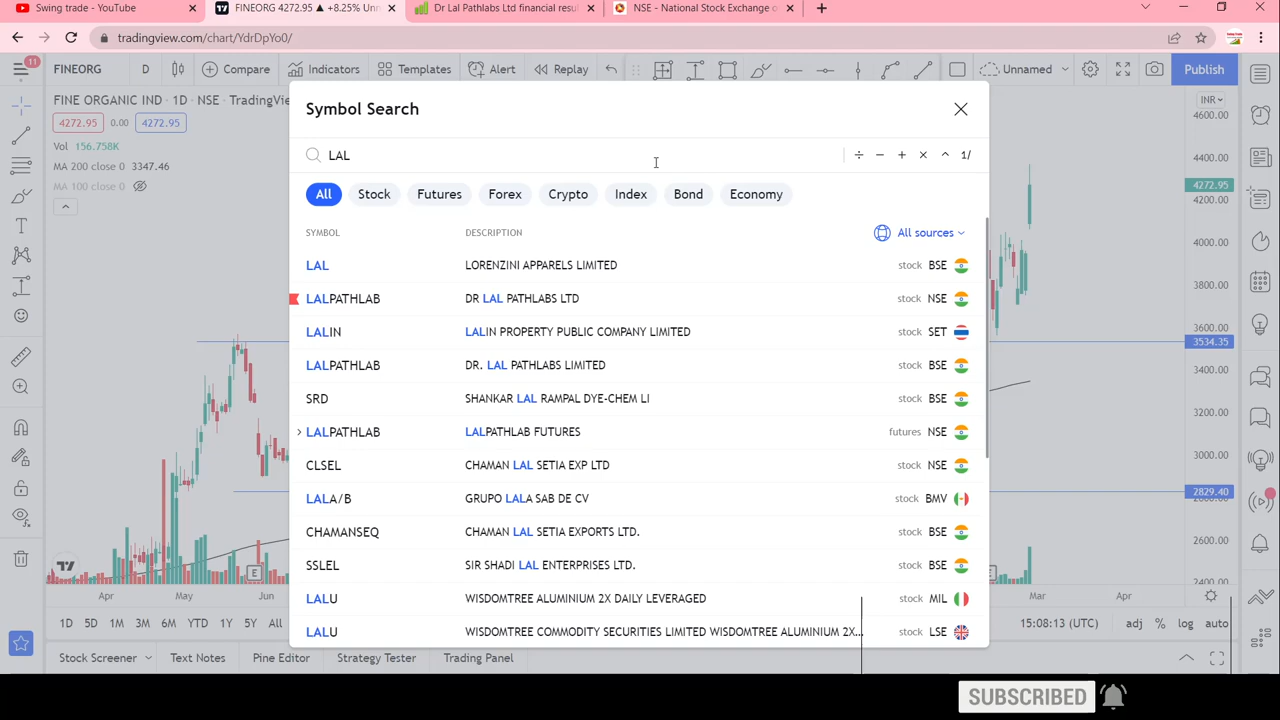 Swing trade - YouTube
FINEORG 4272.95 ▲ +8.25% Unn
Dr Lal Pathlabs Ltd financial resul
NSE - National Stock Exchange o
tradingview.com/chart/YdrDpYo0/
11
FINEORG
D
Compare
Indicators
Templates
Alert
Replay
Unnamed
Publish
FINE ORGANIC IND · 1D · NSE · TradingVie
4272.95
0.00
4272.95
Vol 156.758K
MA 200 close 0 3347.46
MA 100 close 0
Symbol Search
LAL
1/
All
Stock
Futures
Forex
Crypto
Index
Bond
Economy
SYMBOL
DESCRIPTION
All sources
LAL LORENZINI APPARELS LIMITED stock BSE
LALPATHLAB DR LAL PATHLABS LTD stock NSE
LALIN LALIN PROPERTY PUBLIC COMPANY LIMITED stock SET
LALPATHLAB DR. LAL PATHLABS LIMITED stock BSE
SRD SHANKAR LAL RAMPAL DYE-CHEM LI stock BSE
LALPATHLAB LALPATHLAB FUTURES futures NSE
CLSEL CHAMAN LAL SETIA EXP LTD stock NSE
LALA/B GRUPO LALA SAB DE CV stock BMV
CHAMANSEQ CHAMAN LAL SETIA EXPORTS LTD. stock BSE
SSLEL SIR SHADI LAL ENTERPRISES LTD. stock BSE
LALU WISDOMTREE ALUMINIUM 2X DAILY LEVERAGED stock MIL
LALU WISDOMTREE COMMODITY SECURITIES LIMITED WISDOMTREE ALUMINIUM 2X... stock LSE
INR
4600.00
4400.00
4272.95
4200.00
4000.00
3800.00
3600.00
3534.35
3400.00
3200.00
3000.00
2829.40
2600.00
2400.00
E
Apr
May
Jun
Mar
Apr
1D
5D
1M
3M
6M
YTD
1Y
5Y
All
15:08:13 (UTC)
adj
%
log
auto
Stock Screener
Text Notes
Pine Editor
Strategy Tester
Trading Panel
SUBSCRIBED